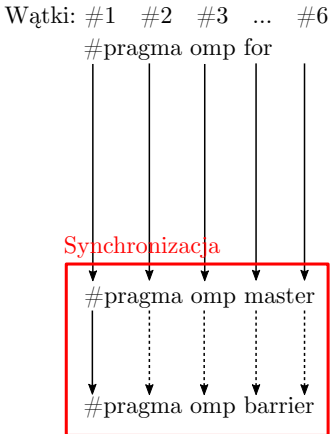 Wątki: #1 #2 #3 ... #6
#pragma omp for
Synchronizacja
#pragma omp master
#pragma omp barrier